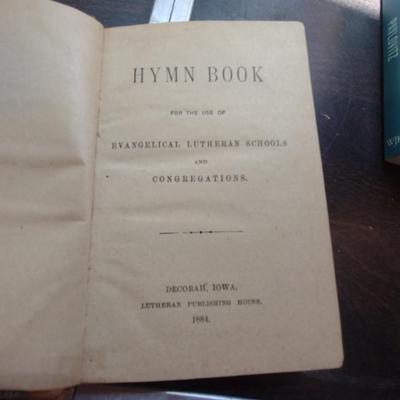 HYMN BOOK
FOR THE USE OF
EVANGELICAL LUTHERAN SCHOOLS
AND
CONGREGATIONS.
DECORAH, IOWA,
LUTHERAN PUBLISHING HOUSE.
1884.